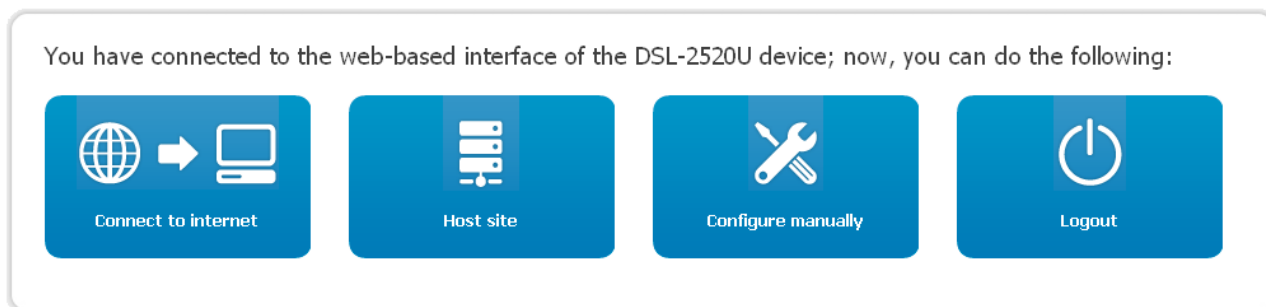 You have connected to the web-based interface of the DSL-2520U device; now, you can do the following:
Connect to internet
Host site
Configure manually
Logout